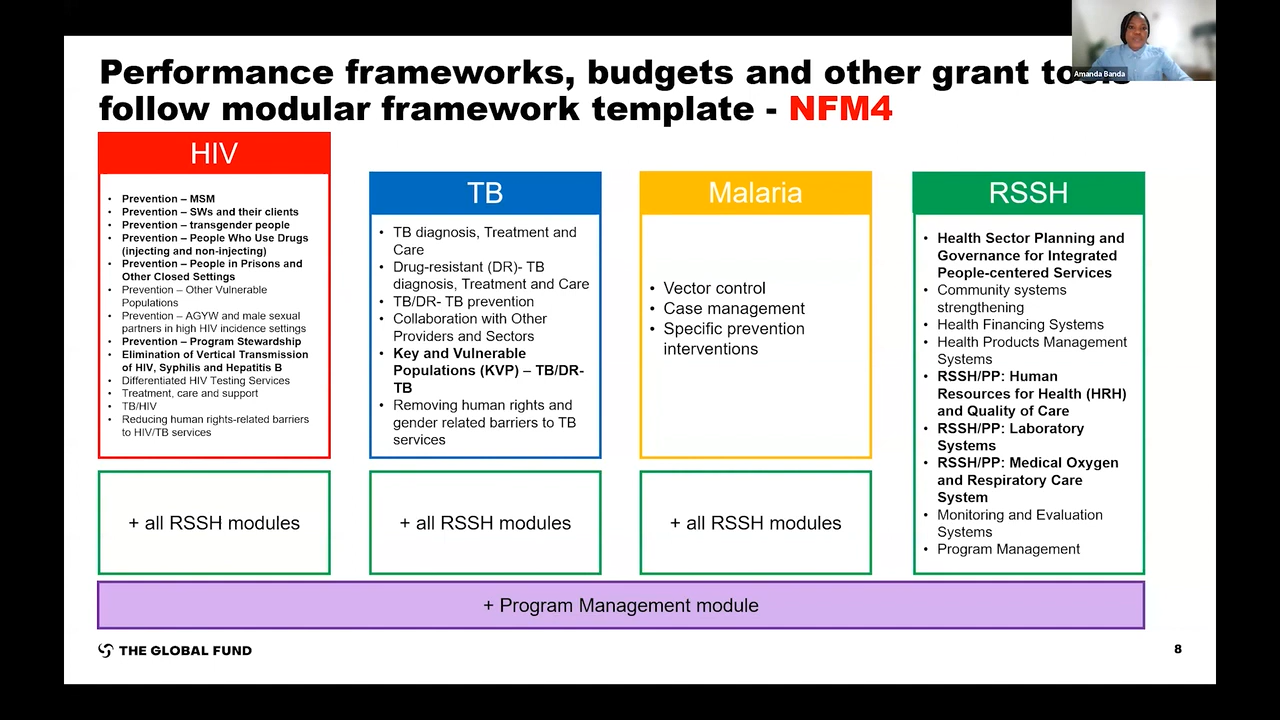 Performance frameworks, budgets and other grant tools
follow modular framework template - NFM4
Amanda Banda
HIV
• Prevention – MSM
• Prevention – SWs and their clients
• Prevention – transgender people
• Prevention – People Who Use Drugs
(injecting and non-injecting)
• Prevention – People in Prisons and
Other Closed Settings
• Prevention – Other Vulnerable
Populations
• Prevention – AGYW and male sexual
partners in high HIV incidence settings
• Prevention – Program Stewardship
• Elimination of Vertical Transmission
of HIV, Syphilis and Hepatitis B
• Differentiated HIV Testing Services
• Treatment, care and support
• TB/HIV
• Reducing human rights-related barriers
to HIV/TB services
+ all RSSH modules
TB
• TB diagnosis, Treatment and
Care
• Drug-resistant (DR)- TB
diagnosis, Treatment and Care
• TB/DR- TB prevention
• Collaboration with Other
Providers and Sectors
• Key and Vulnerable
Populations (KVP) – TB/DR-
TB
• Removing human rights and
gender related barriers to TB
services
+ all RSSH modules
Malaria
• Vector control
• Case management
• Specific prevention
interventions
+ all RSSH modules
RSSH
• Health Sector Planning and
Governance for Integrated
People-centered Services
• Community systems
strengthening
• Health Financing Systems
• Health Products Management
Systems
• RSSH/PP: Human
Resources for Health (HRH)
and Quality of Care
• RSSH/PP: Laboratory
Systems
• RSSH/PP: Medical Oxygen
and Respiratory Care
System
• Monitoring and Evaluation
Systems
• Program Management
+ Program Management module
THE GLOBAL FUND
8